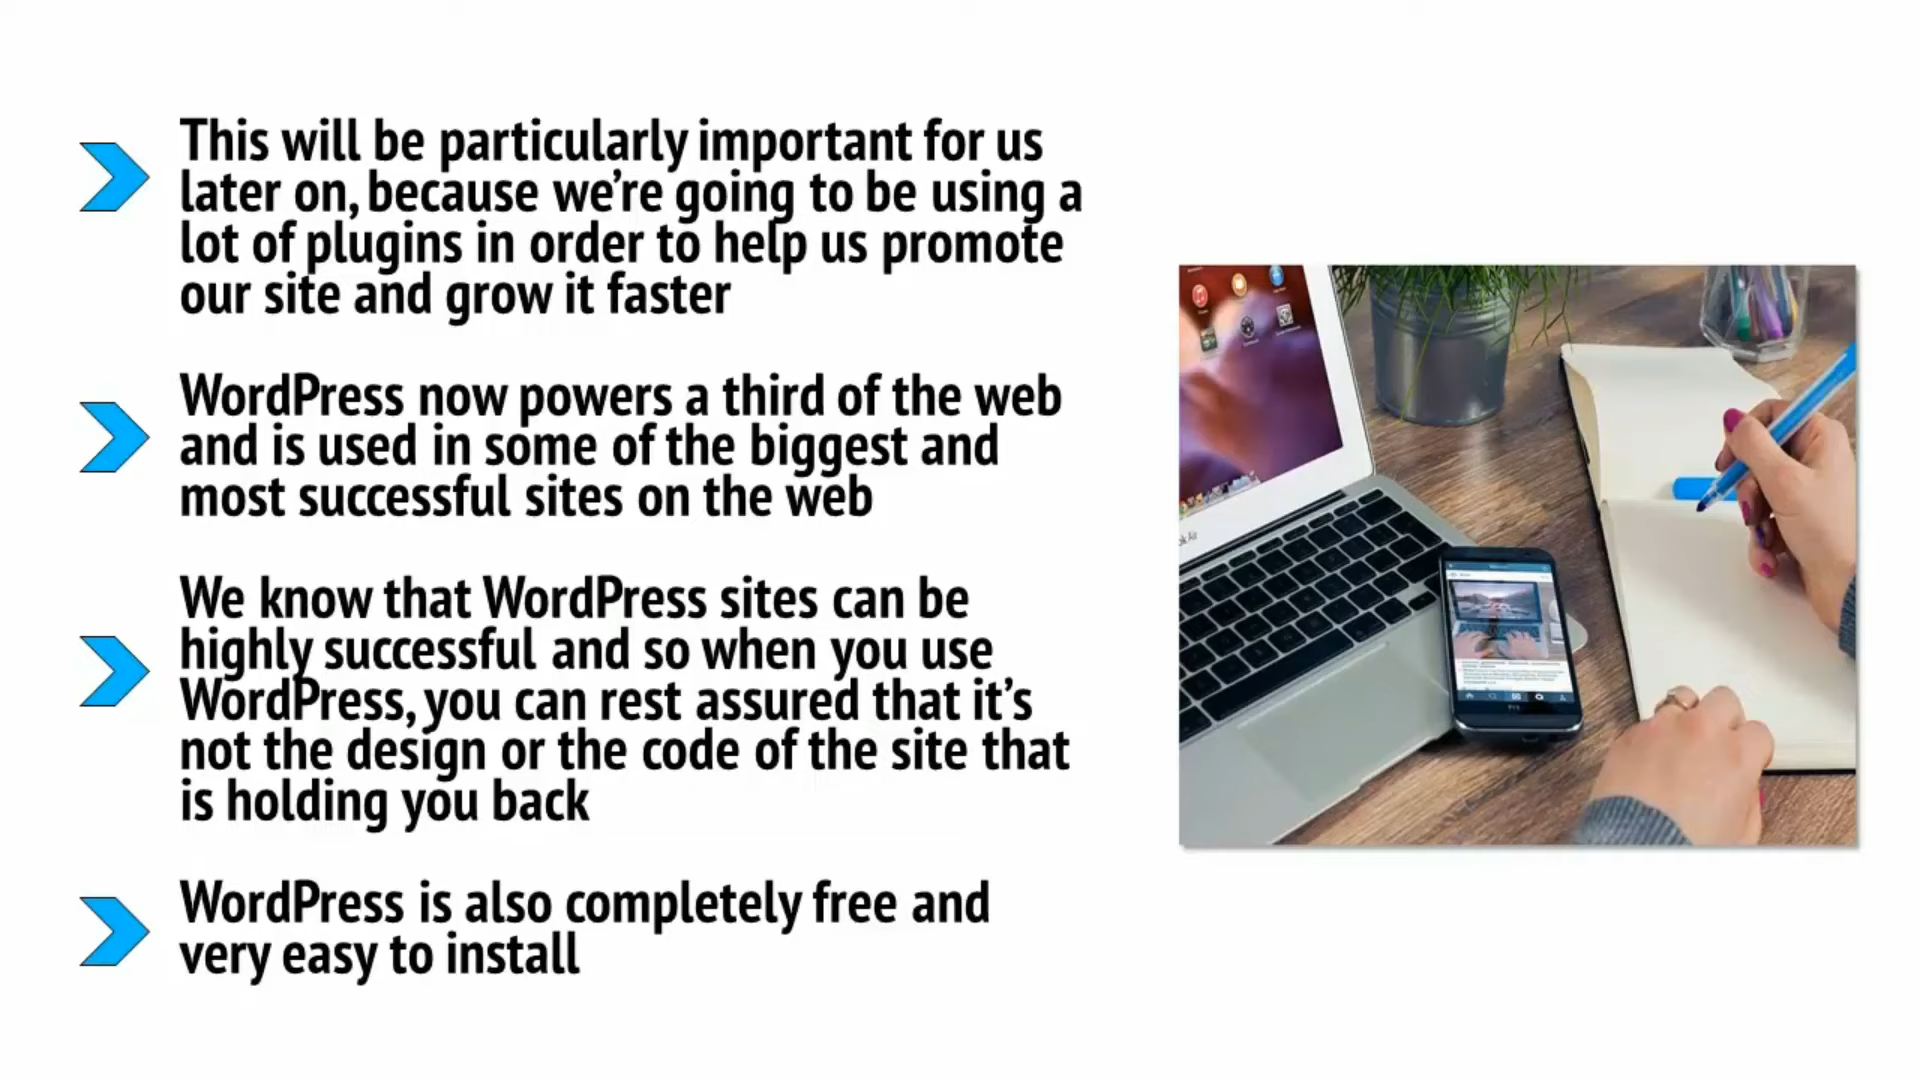 This will be particularly important for us
later on, because we're going to be using a
lot of plugins in order to help us promote
our site and grow it faster
WordPress now powers a third of the web
and is used in some of the biggest and
most successful sites on the web
We know that WordPress sites can be
highly successful and so when you use
WordPress, you can rest assured that it's
not the design or the code of the site that
is holding you back
WordPress is also completely free and
very easy to install